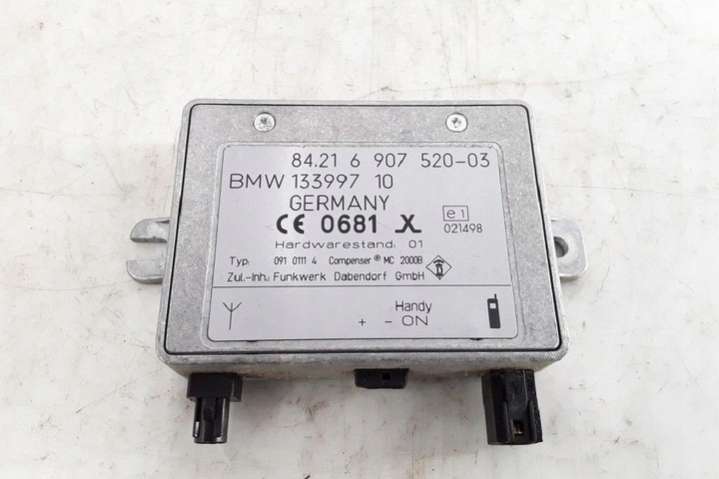 84.21 6 907 520-03
BMW 133997 10
GERMANY
CE 0681 X
e1
021498
Hardwarestand: 01
Typ: 091 0111 4 Compenser® MC 2000B
Zul.-Inh.: Funkwerk Dabendorf GmbH
Handy
+ - ON